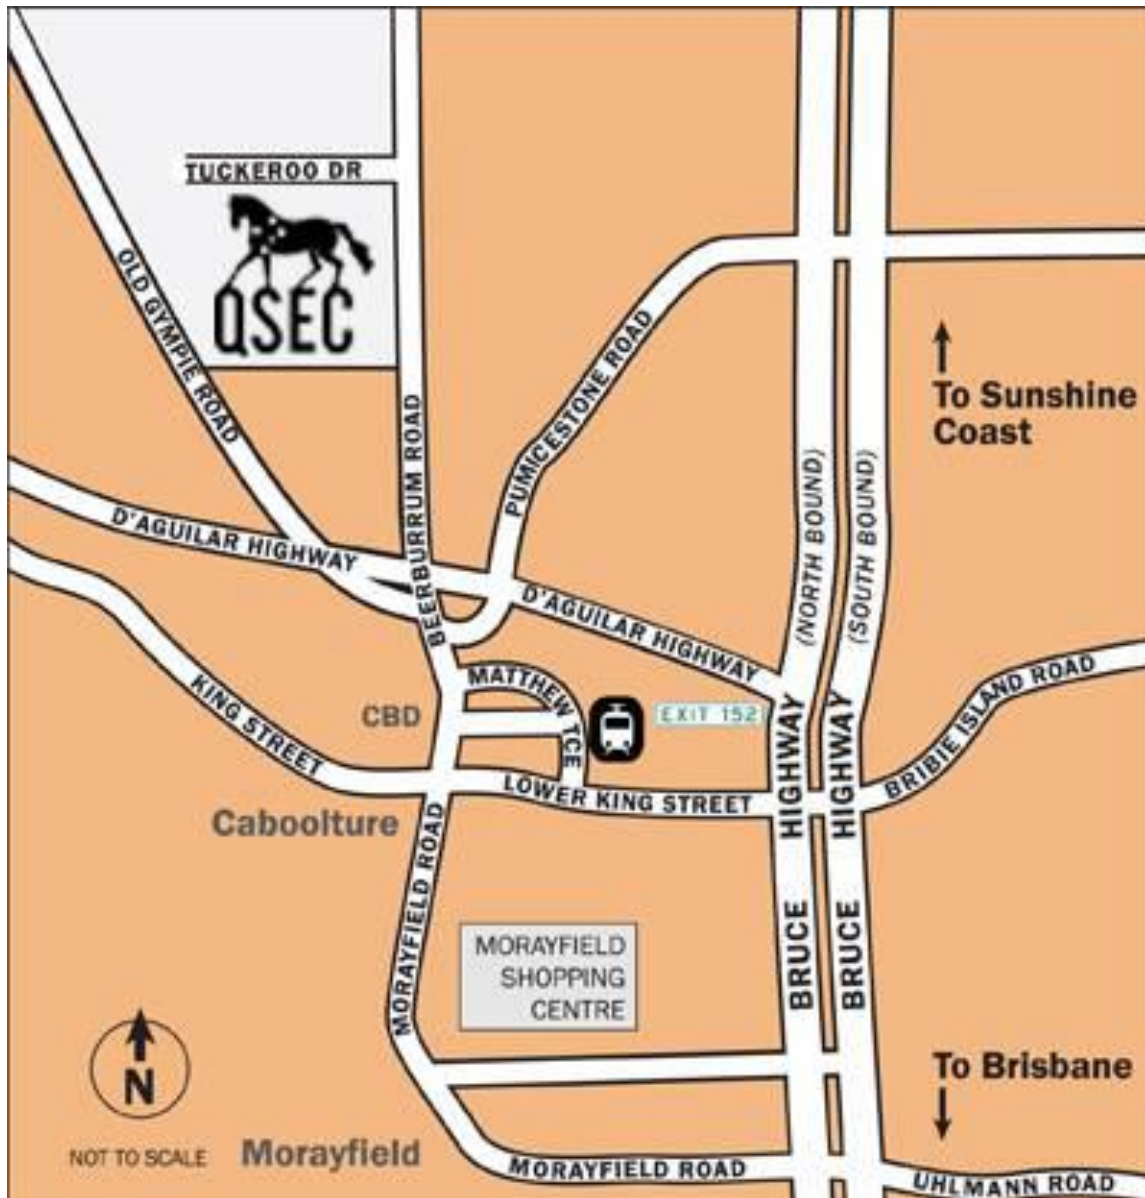 TUCKEROO DR
QSEC
OLD GYMPIE ROAD
BEERBURRUM ROAD
PUMICESTONE ROAD
To Sunshine
Coast
(NORTH BOUND)
(SOUTH BOUND)
D'AGUILAR HIGHWAY
D'AGUILAR HIGHWAY
KING STREET
MATTHEW TCE
CBD
EXIT 152
BRIBIE ISLAND ROAD
LOWER KING STREET
BRUCE HIGHWAY
BRUCE HIGHWAY
Caboolture
MORAYFIELD ROAD
MORAYFIELD
SHOPPING
CENTRE
N
NOT TO SCALE
To Brisbane
Morayfield
MORAYFIELD ROAD
UHLMANN ROAD